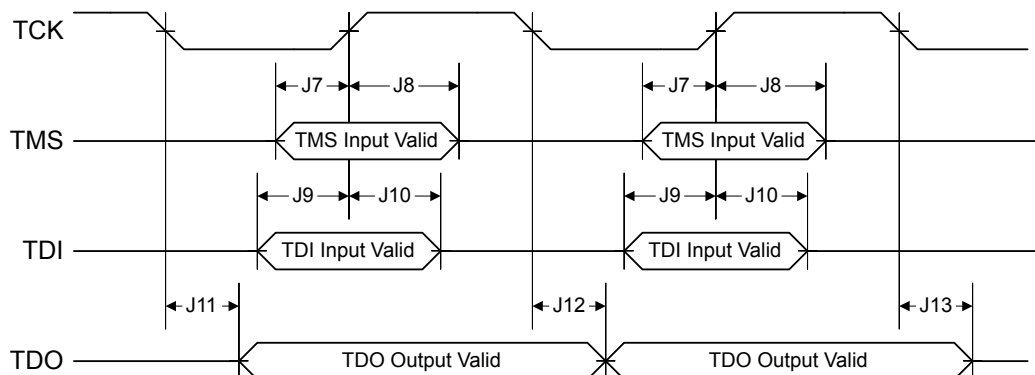 TCK
J7 J8 J7 J8
TMS TMS Input Valid TMS Input Valid
J9 J10 J9 J10
TDI TDI Input Valid TDI Input Valid
J11 J12 J13
TDO TDO Output Valid TDO Output Valid